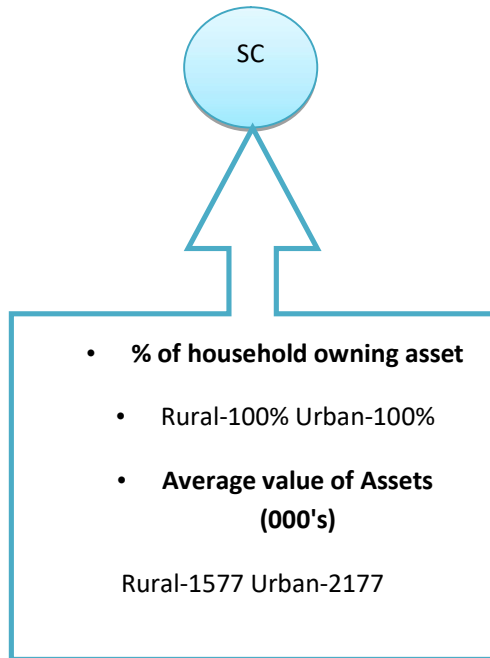 SC
• % of household owning asset
• Rural-100% Urban-100%
• Average value of Assets
(000's)
Rural-1577 Urban-2177